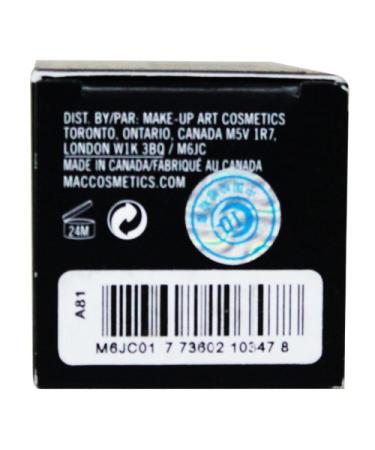 DIST. BY/PAR: MAKE-UP ART COSMETICS
TORONTO, ONTARIO, CANADA M5V 1R7,
LONDON W1K 3BQ / M6JC
MADE IN CANADA/FABRIQUÉ AU CANADA
MACCOSMETICS.COM
24M
A81
M6JC01 7 73602 10347 8